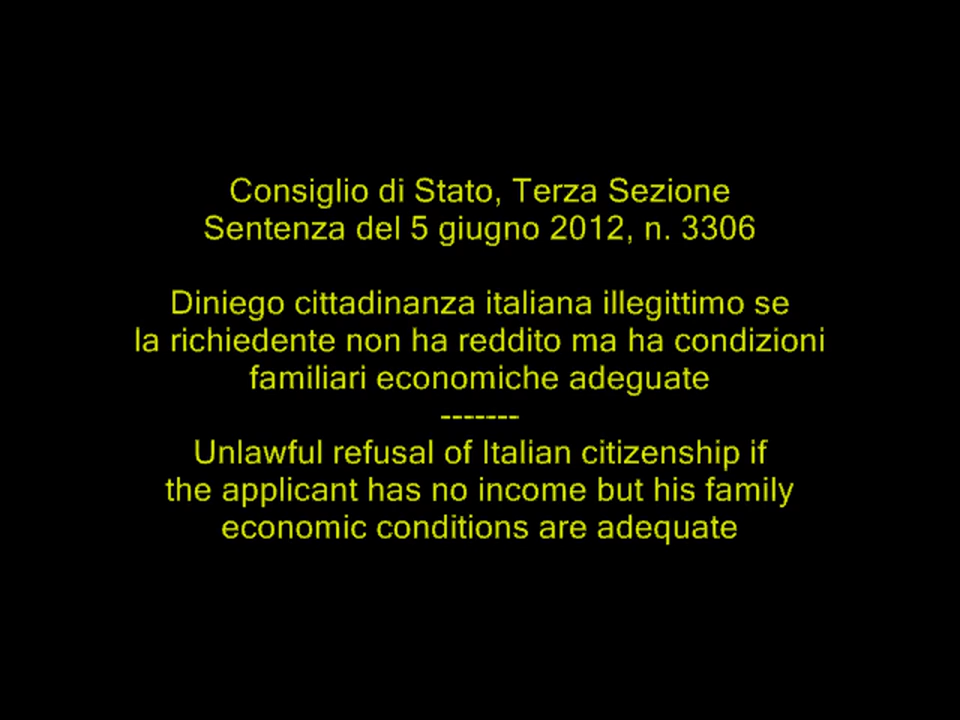 Consiglio di Stato, Terza Sezione
Sentenza del 5 giugno 2012, n. 3306
Diniego cittadinanza italiana illegittimo se
la richiedente non ha reddito ma ha condizioni
familiari economiche adeguate
-------
Unlawful refusal of Italian citizenship if
the applicant has no income but his family
economic conditions are adequate